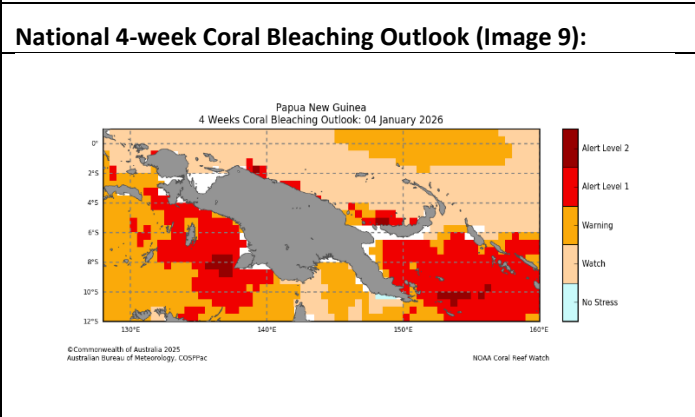 National 4-week Coral Bleaching Outlook (Image 9):
Papua New Guinea
4 Weeks Coral Bleaching Outlook: 04 January 2026
0°
2°S
4°S
6°S
8°S
10°S
12°S
130°E
140°E
150°E
160°E
Alert Level 2
Alert Level 1
Warning
Watch
No Stress
©Commonwealth of Australia 2025
Australian Bureau of Meteorology, COSPPac
NOAA Coral Reef Watch